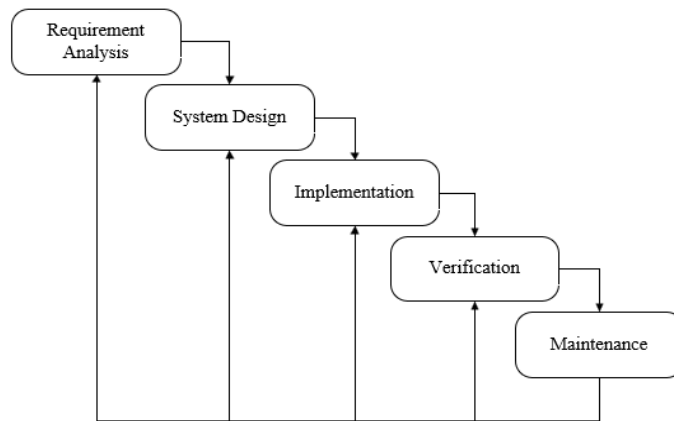 Requirement
Analysis
System Design
Implementation
Verification
Maintenance